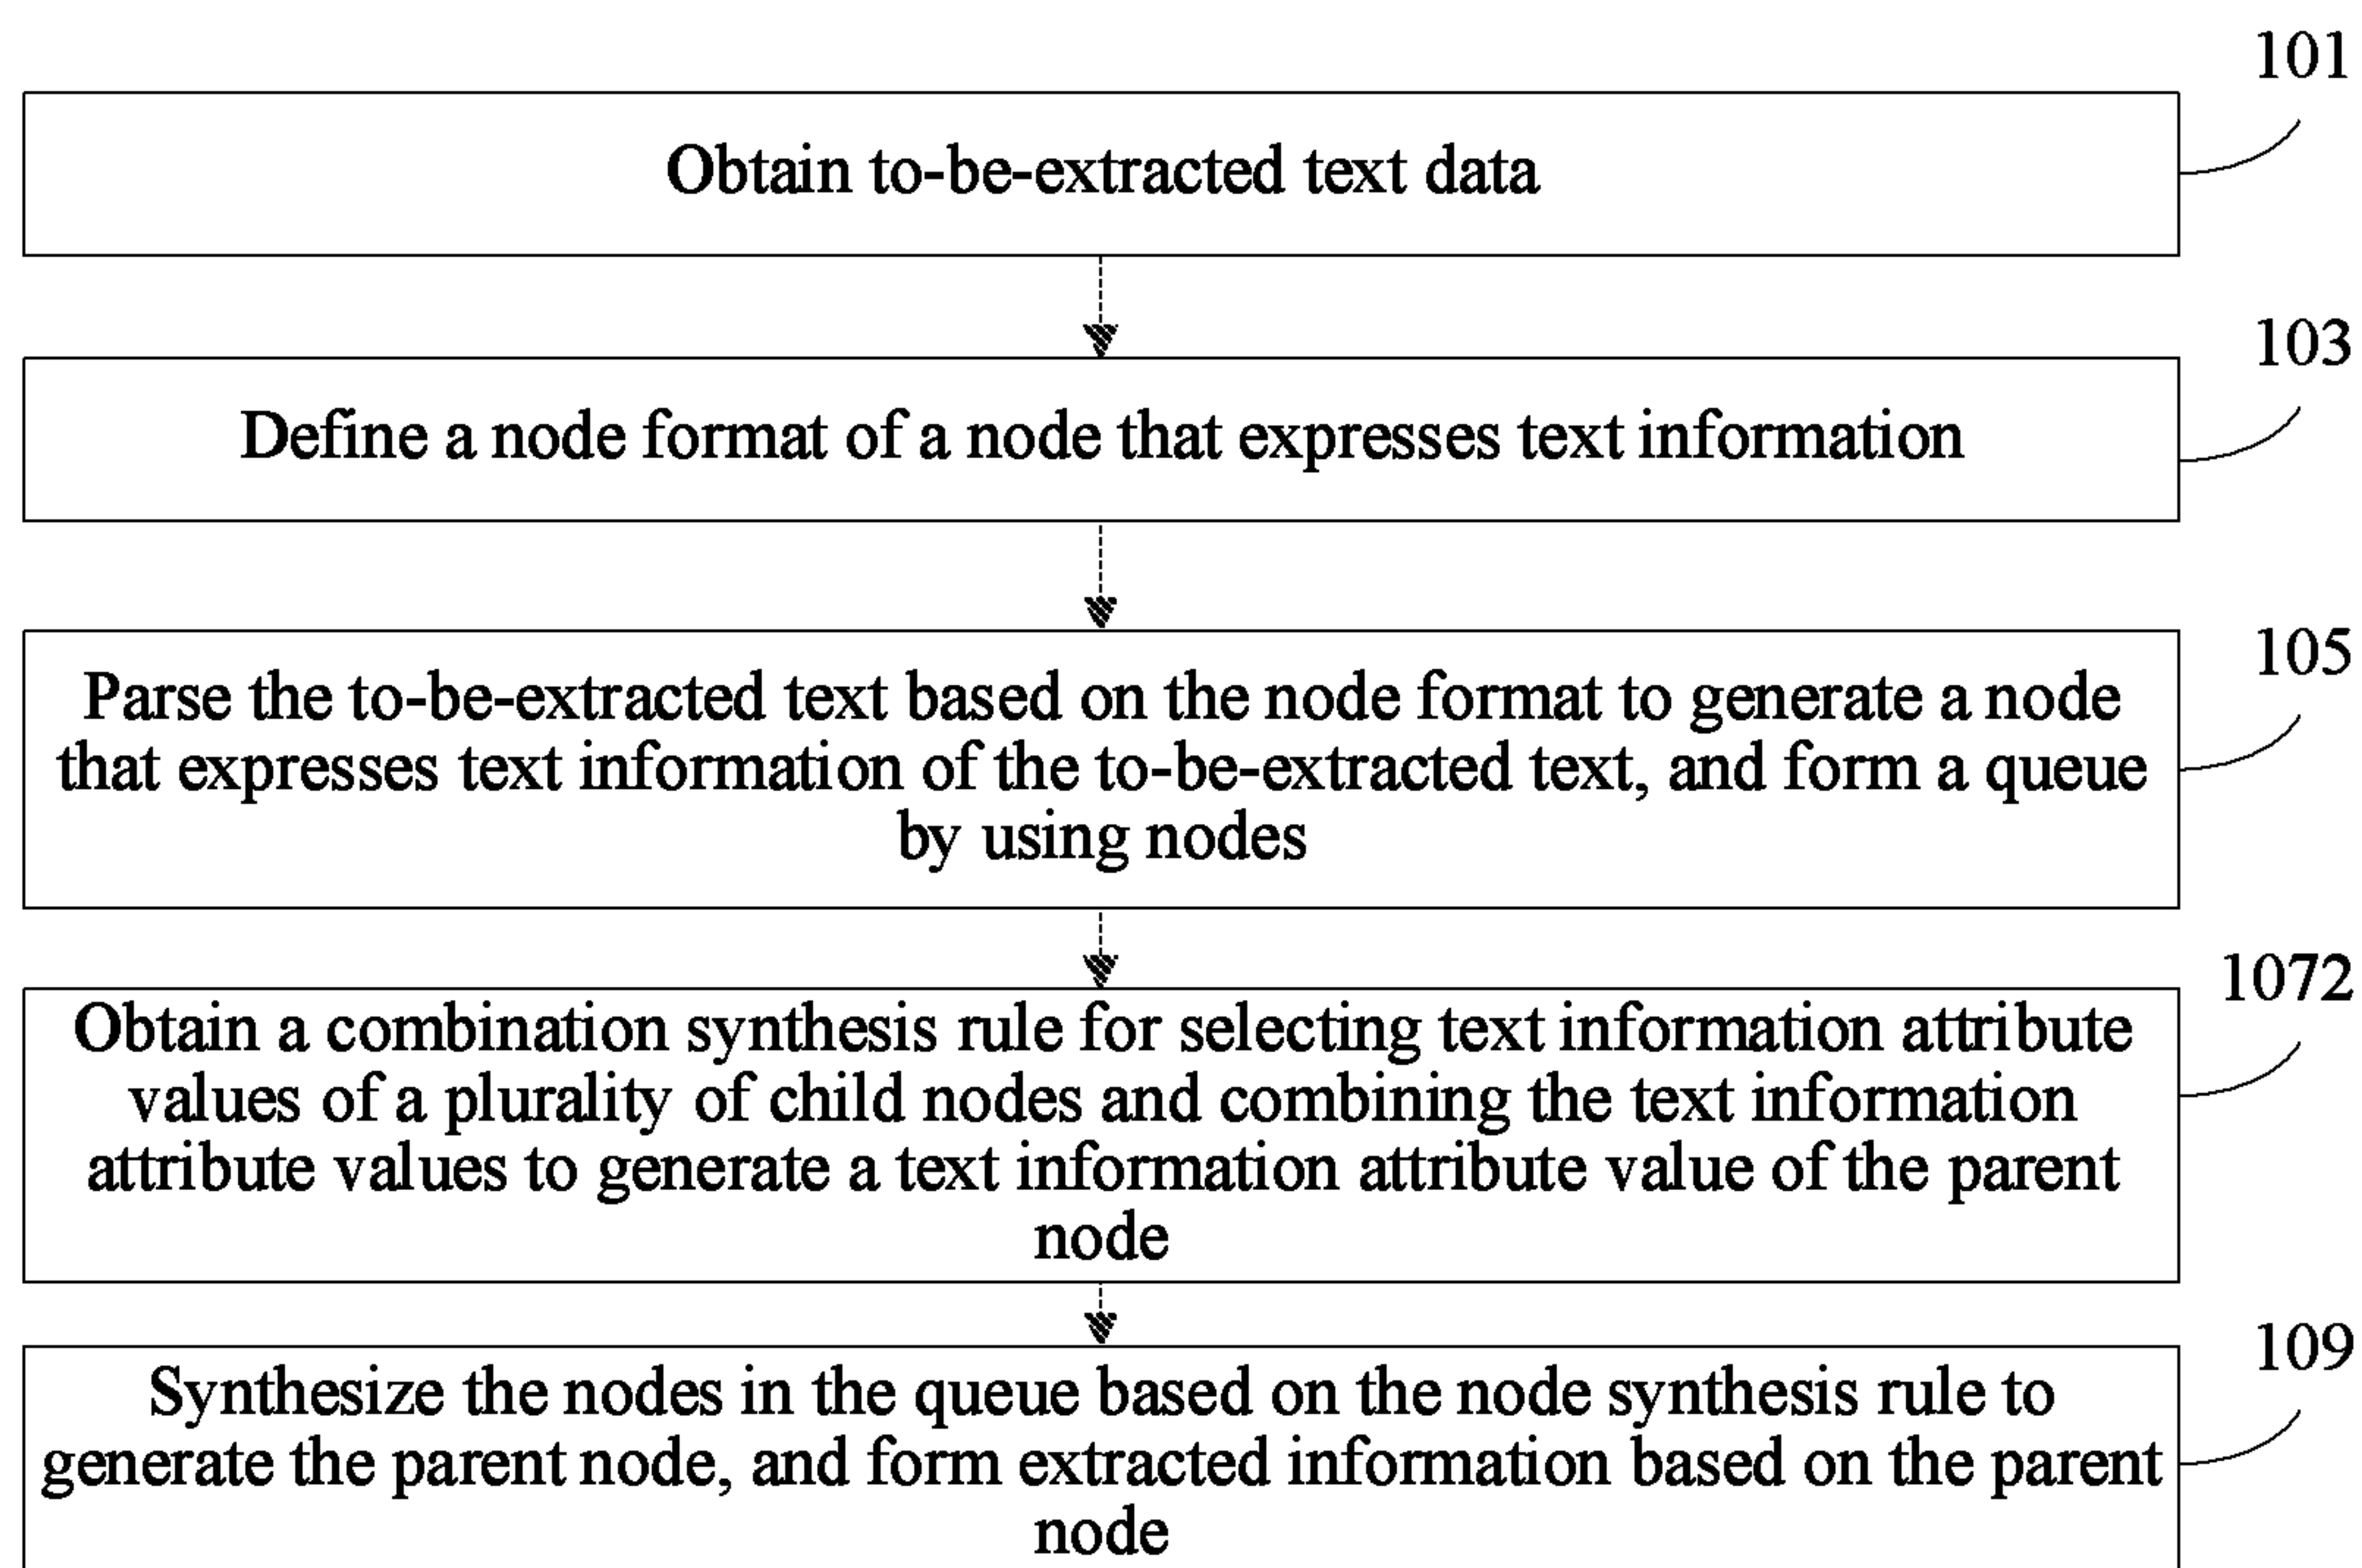 101
Obtain to-be-extracted text data
103
Define a node format of a node that expresses text information
105
Parse the to-be-extracted text based on the node format to generate a node
that expresses text information of the to-be-extracted text, and form a queue
by using nodes
1072
Obtain a combination synthesis rule for selecting text information attribute
values of a plurality of child nodes and combining the text information
attribute values to generate a text information attribute value of the parent
node
109
Synthesize the nodes in the queue based on the node synthesis rule to
generate the parent node, and form extracted information based on the parent
node